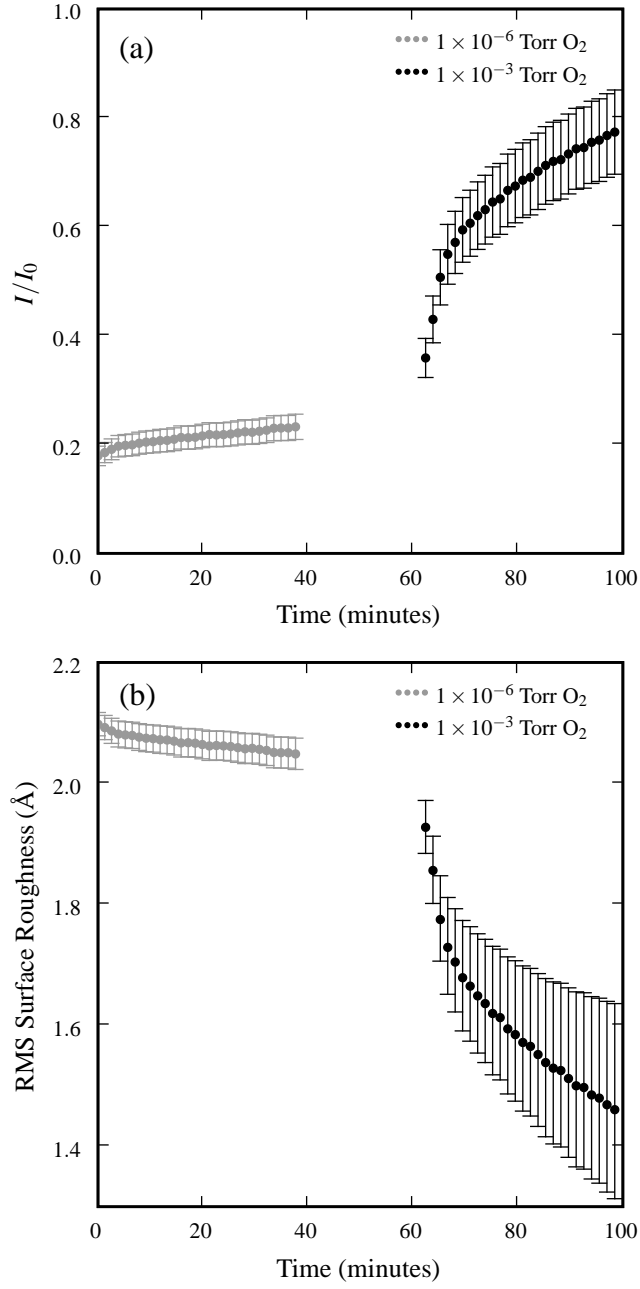 (a)
1 × 10⁻⁶ Torr O₂
1 × 10⁻³ Torr O₂
1.0
0.8
0.6
0.4
0.2
0.0
I/I₀
0 20 40 60 80 100
Time (minutes)
(b)
1 × 10⁻⁶ Torr O₂
1 × 10⁻³ Torr O₂
2.2
2.0
1.8
1.6
1.4
RMS Surface Roughness (Å)
0 20 40 60 80 100
Time (minutes)